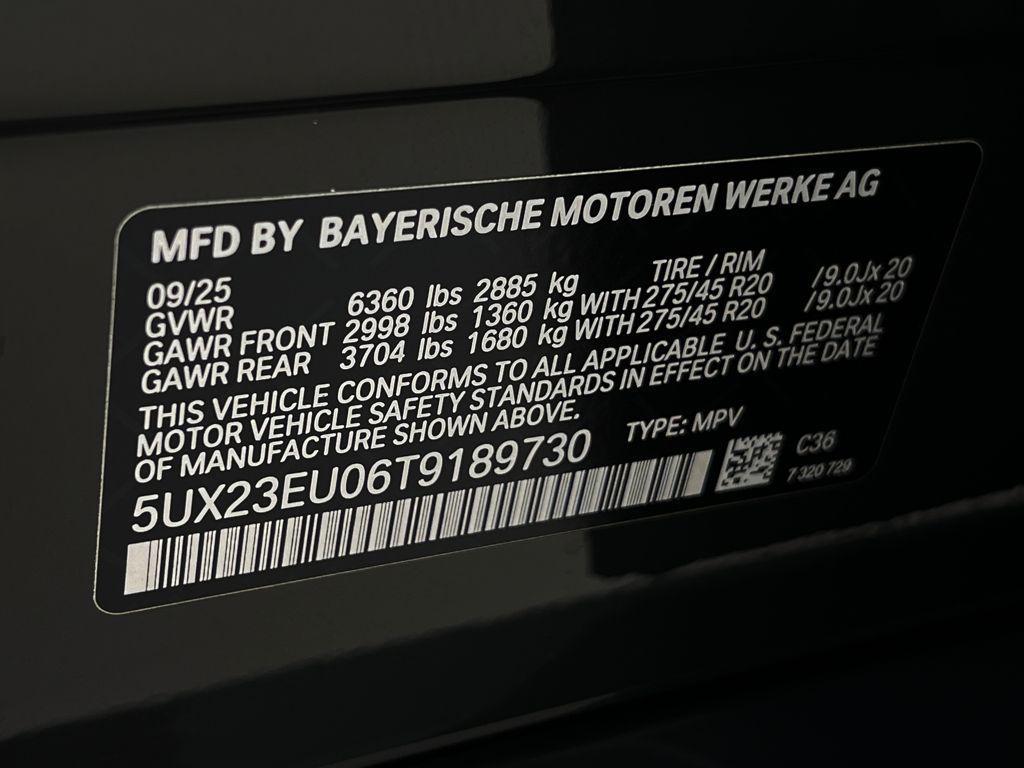 MFD BY BAYERISCHE MOTOREN WERKE AG
09/25 TIRE / RIM
GVWR 6360 lbs 2885 kg
GAWR FRONT 2998 lbs 1360 kg WITH 275/45 R20 / 9.0Jx 20
GAWR REAR 3704 lbs 1680 kg WITH 275/45 R20 / 9.0Jx 20
THIS VEHICLE CONFORMS TO ALL APPLICABLE U. S. FEDERAL
MOTOR VEHICLE SAFETY STANDARDS IN EFFECT ON THE DATE
OF MANUFACTURE SHOWN ABOVE.
5UX23EU06T9189730 TYPE: MPV
C36
7 320 729